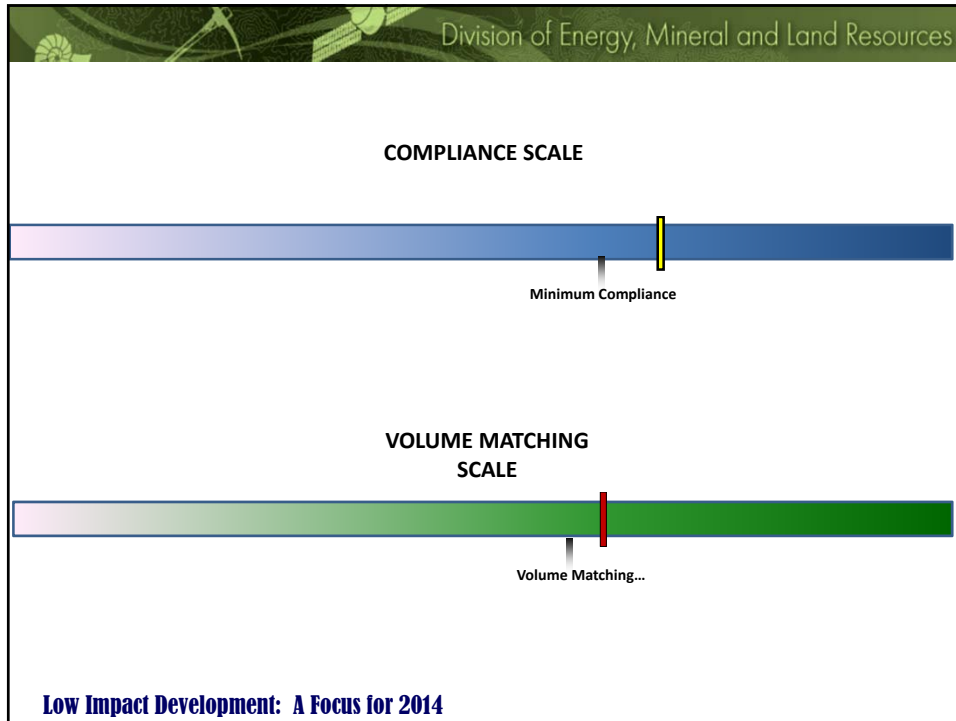 Division of Energy, Mineral and Land Resources
COMPLIANCE SCALE
Minimum Compliance
VOLUME MATCHING
SCALE
Volume Matching…
Low Impact Development: A Focus for 2014